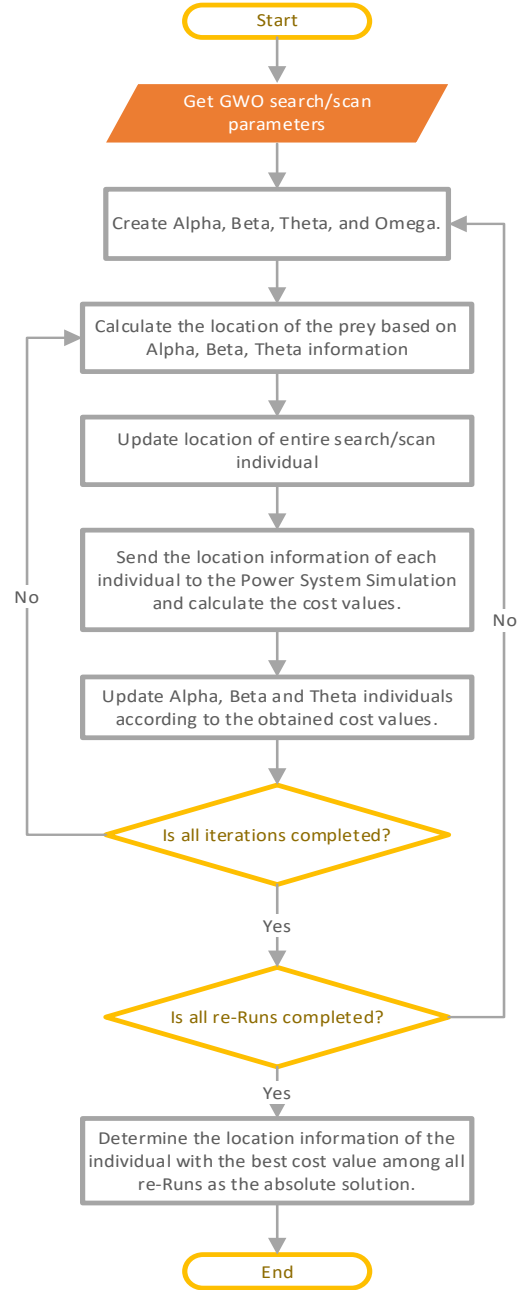 Start
Get GWO search/scan
parameters
Create Alpha, Beta, Theta, and Omega.
Calculate the location of the prey based on
Alpha, Beta, Theta information
Update location of entire search/scan
individual
Send the location information of each
individual to the Power System Simulation
and calculate the cost values.
No
No
Update Alpha, Beta and Theta individuals
according to the obtained cost values.
Is all iterations completed?
Yes
Is all re-Runs completed?
Yes
Determine the location information of the
individual with the best cost value among all
re-Runs as the absolute solution.
End